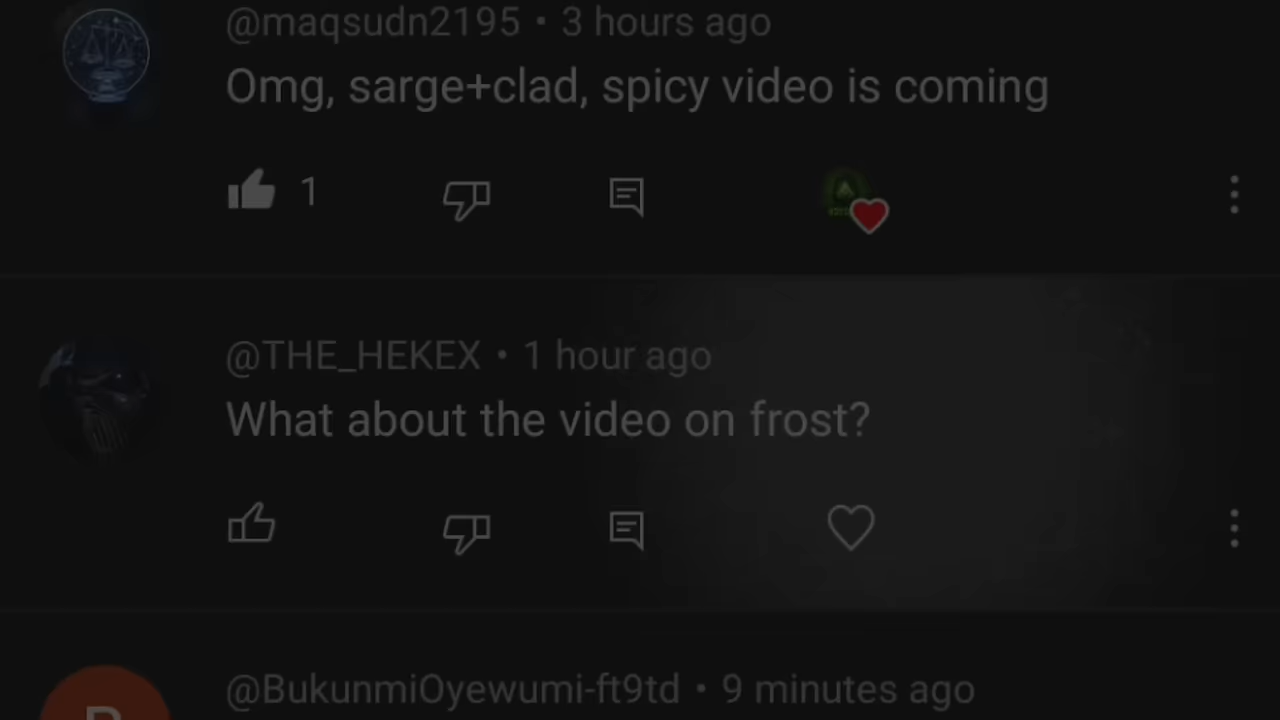 @maqsudn2195 • 3 hours ago
Omg, sarge+clad, spicy video is coming
1
@THE_HEKEX • 1 hour ago
What about the video on frost?
@BukunmiOyewumi-ft9td • 9 minutes ago